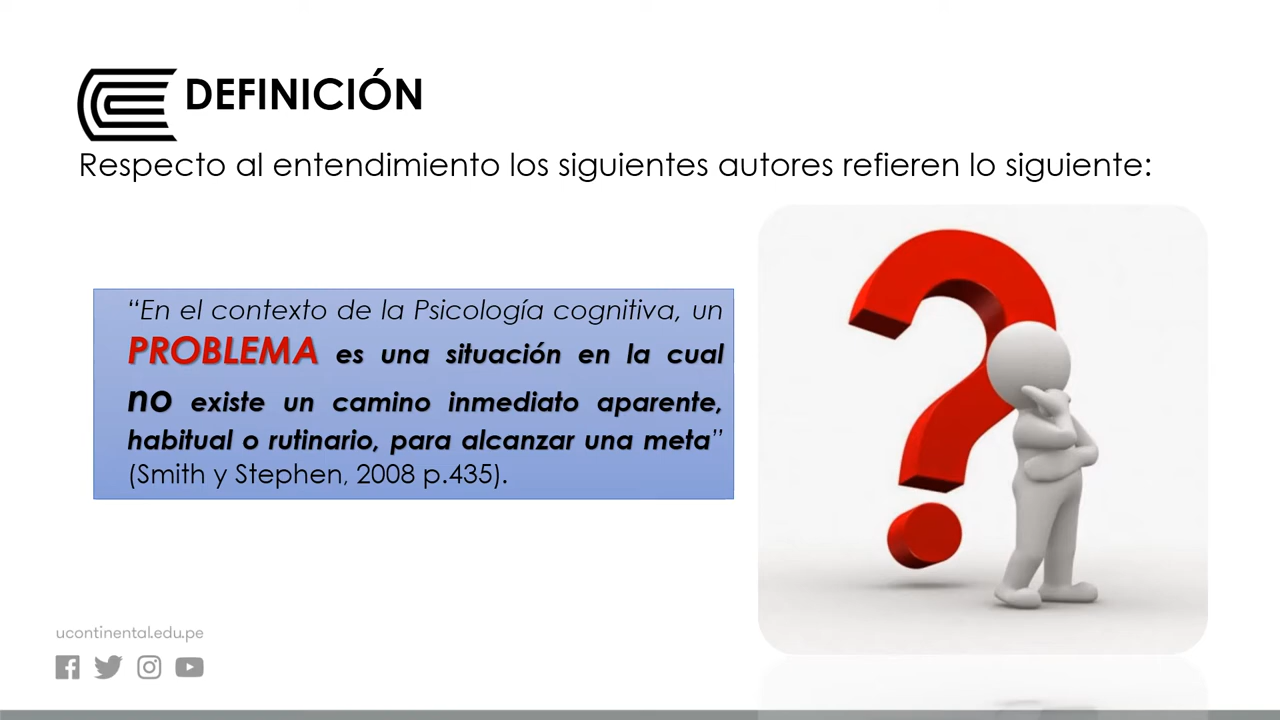 DEFINICIÓN
Respecto al entendimiento los siguientes autores refieren lo siguiente:
“En el contexto de la Psicología cognitiva, un
PROBLEMA es una situación en la cual
no existe un camino inmediato aparente,
habitual o rutinario, para alcanzar una meta”
(Smith y Stephen, 2008 p.435).
ucontinental.edu.pe